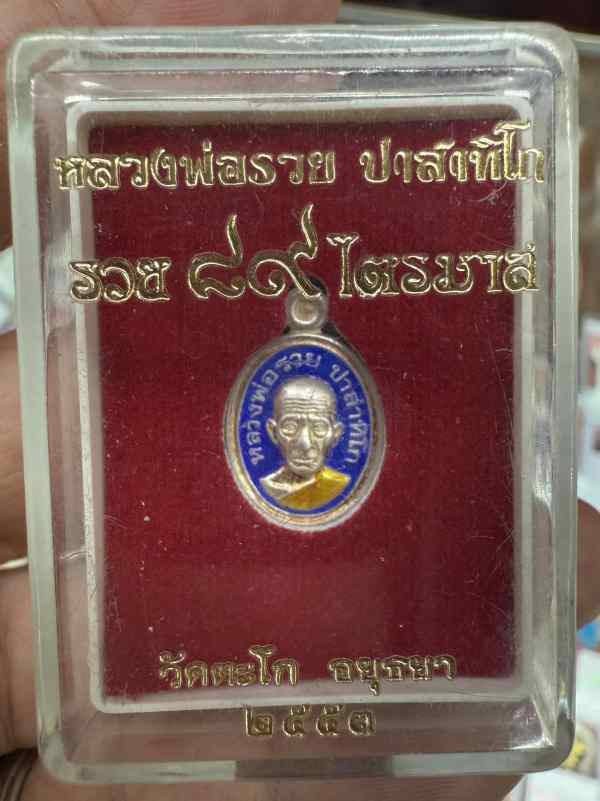 หลวงพ่อรวย ปาสาทิโก
รวย ๘๙ ไตรมาส
หลวงพ่อรวย ปาสาทิโก
วัดตะโก อยุธยา
๒๕๕๓